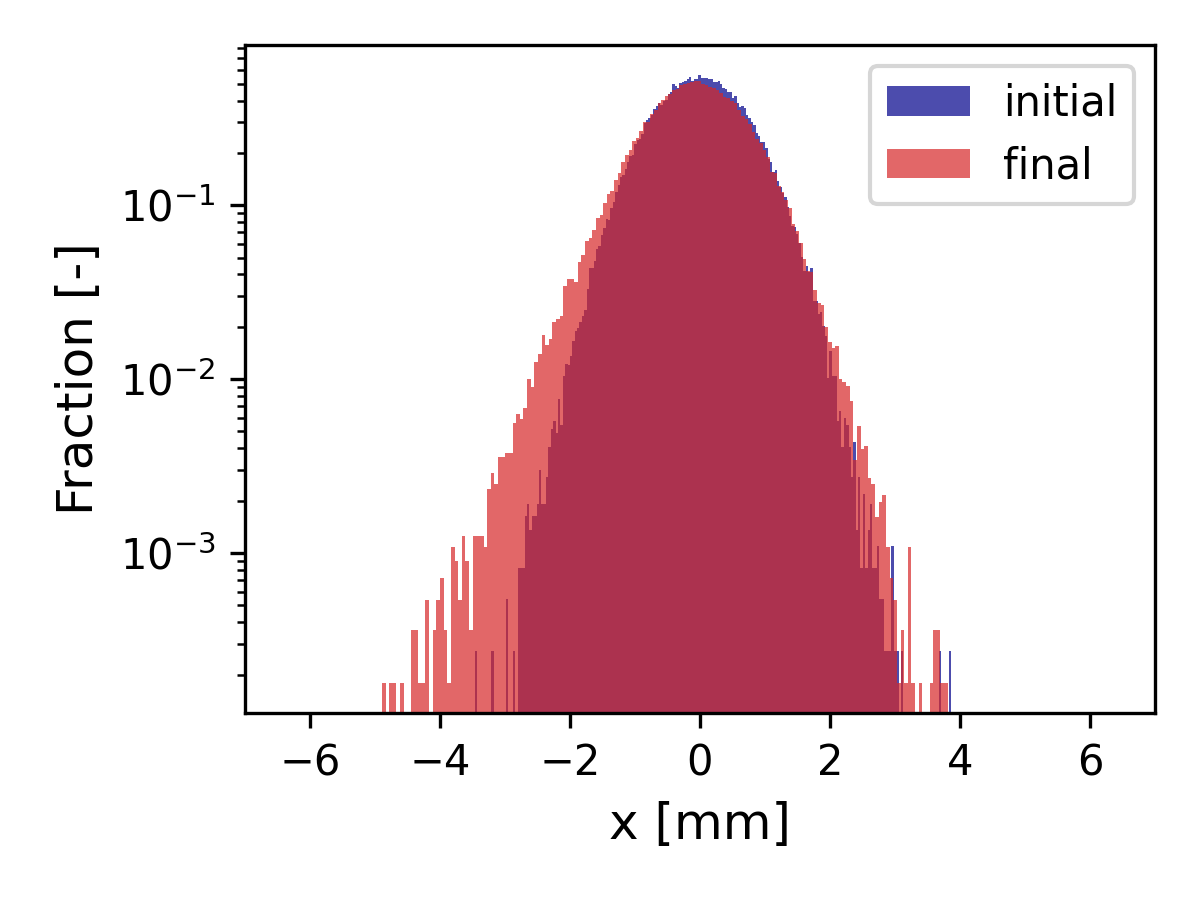 initial
final
10⁻¹
10⁻²
10⁻³
Fraction [-]
−6 −4 −2 0 2 4 6
x [mm]